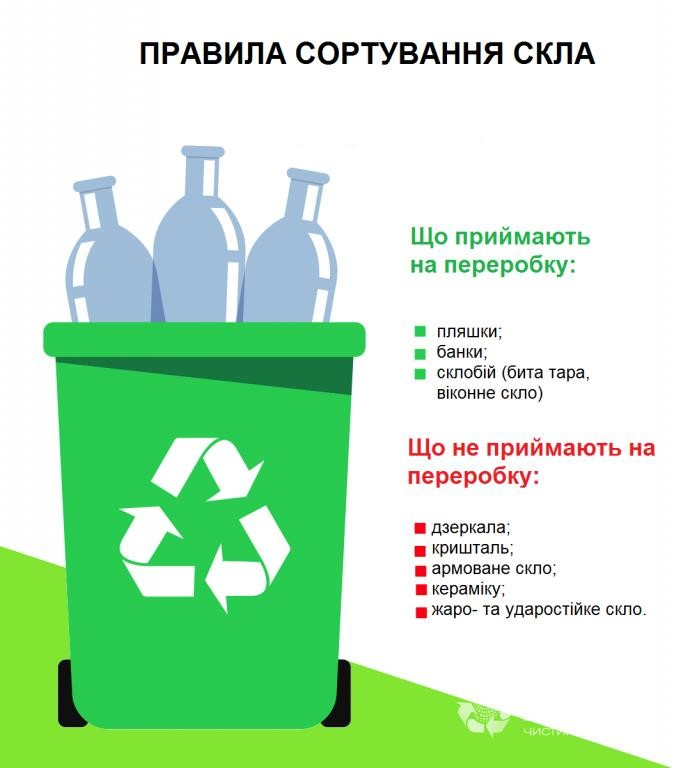 ПРАВИЛА СОРТУВАННЯ СКЛА
Що приймають
на переробку:
пляшки;
банки;
склобій (бита тара,
віконне скло)
Що не приймають на
переробку:
дзеркала;
кришталь;
армоване скло;
кераміку;
жаро- та ударостійке скло.